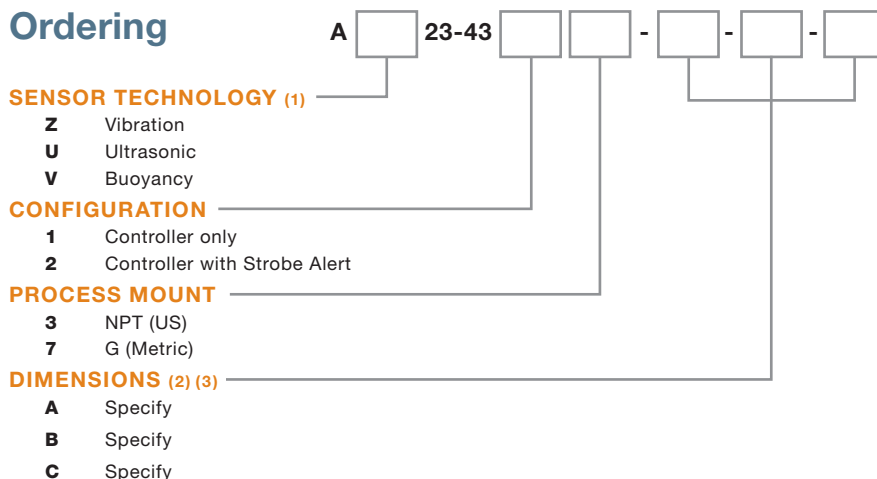 Ordering A 23-43 - - -
SENSOR TECHNOLOGY (1)
Z Vibration
U Ultrasonic
V Buoyancy
CONFIGURATION
1 Controller only
2 Controller with Strobe Alert
PROCESS MOUNT
3 NPT (US)
7 G (Metric)
DIMENSIONS (2) (3)
A Specify
B Specify
C Specify